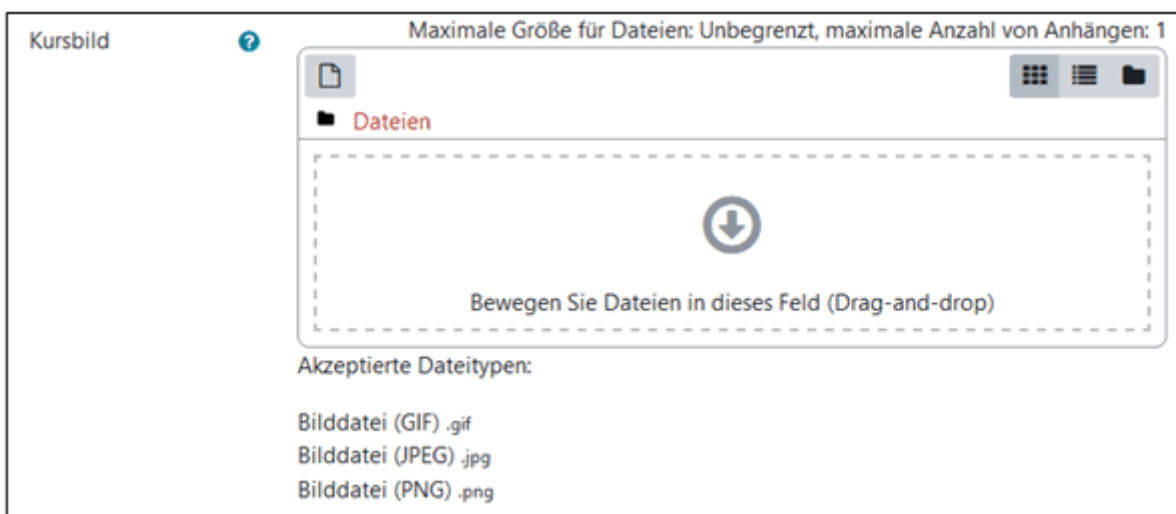 Kursbild
Maximale Größe für Dateien: Unbegrenzt, maximale Anzahl von Anhängen: 1
Dateien
Bewegen Sie Dateien in dieses Feld (Drag-and-drop)
Akzeptierte Dateitypen:
Bilddatei (GIF) .gif
Bilddatei (JPEG) .jpg
Bilddatei (PNG) .png